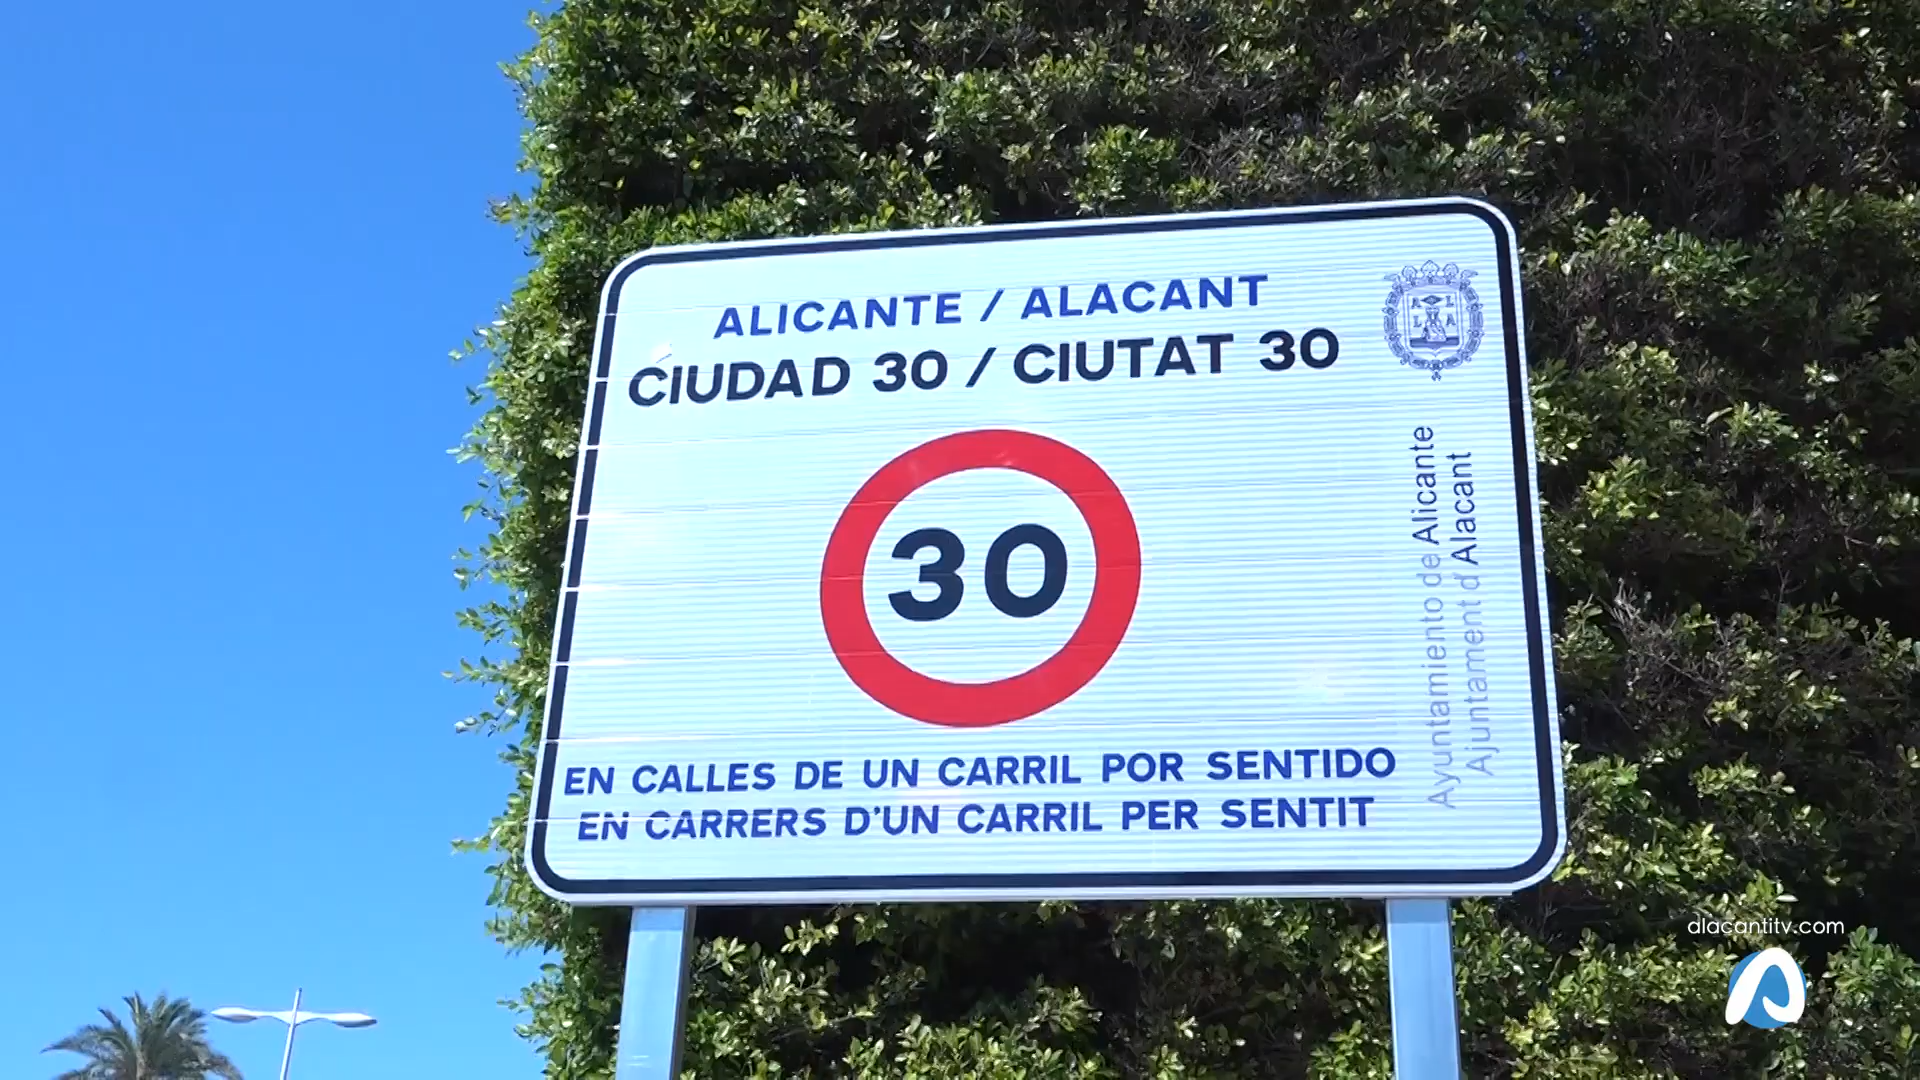 ALICANTE / ALACANT
CIUDAD 30 / CIUTAT 30
30
EN CALLES DE UN CARRIL POR SENTIDO
EN CARRERS D'UN CARRIL PER SENTIT
Ayuntamiento de Alicante
Ajuntament d'Alacant
alacantitv.com